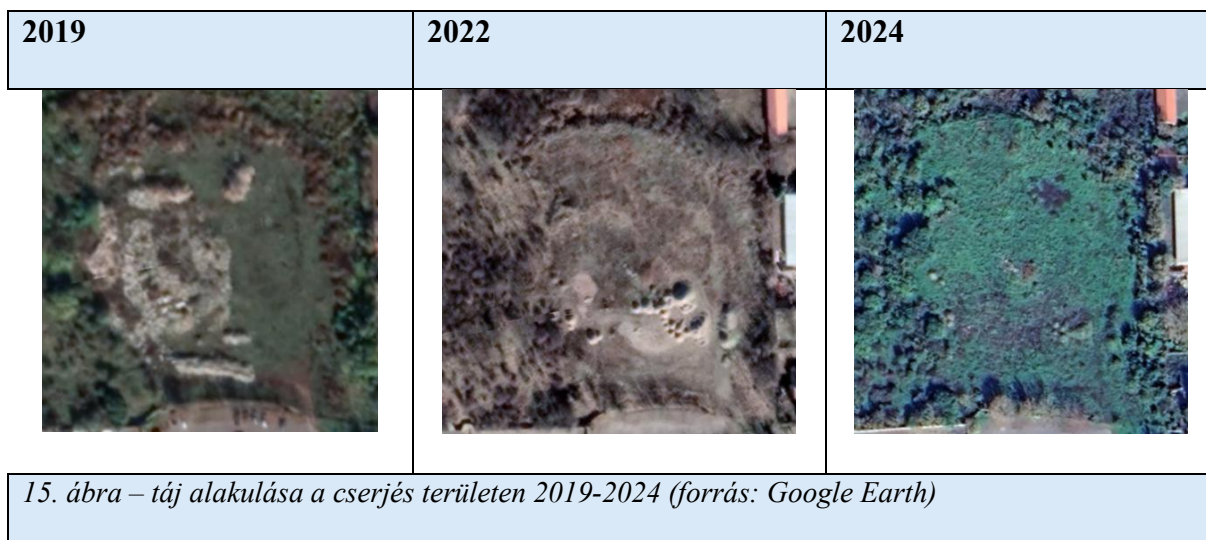 2019
2022
2024
15. ábra – táj alakulása a cserjés területen 2019-2024 (forrás: Google Earth)